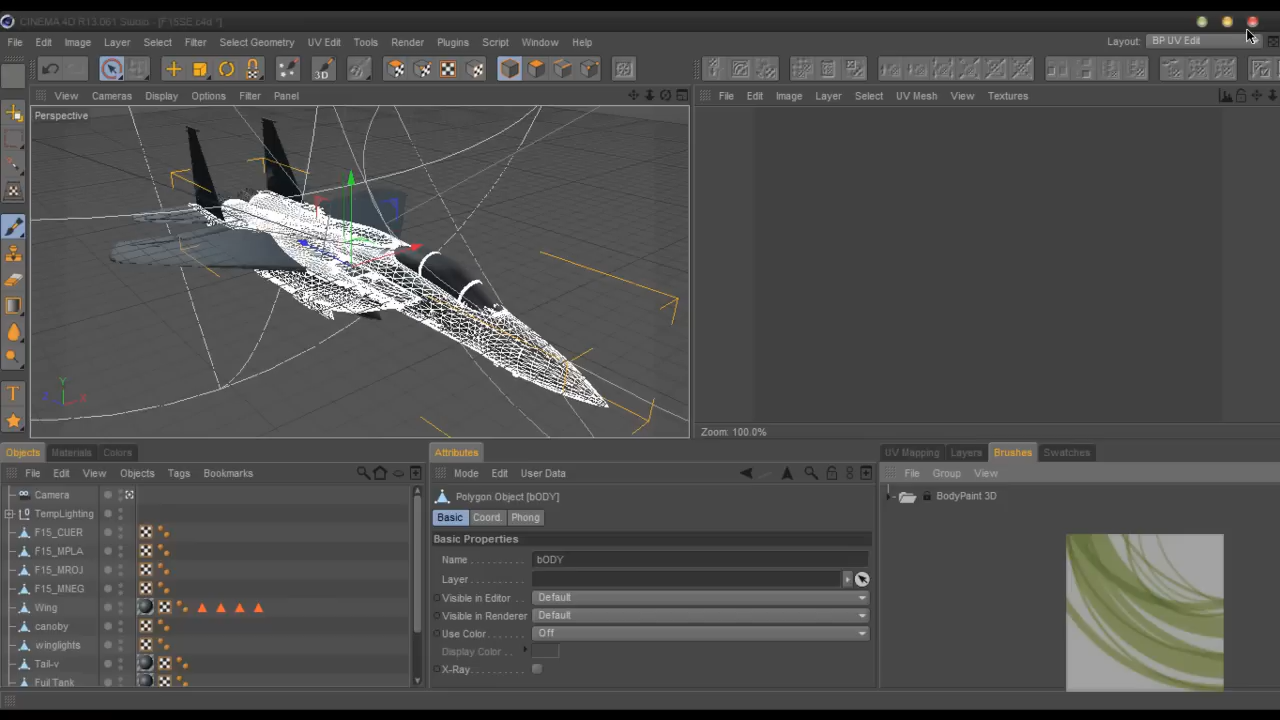 CINEMA 4D R13.061 Studio - [F15SE.c4d *]
File Edit Image Layer Select Filter Select Geometry UV Edit Tools Render Plugins Script Window Help
Layout: BP UV Edit
View Cameras Display Options Filter Panel
File Edit Image Layer Select UV Mesh View Textures
Perspective
Y
X
Z
Zoom: 100.0%
Objects Materials Colors
Attributes
UV Mapping Layers Brushes Swatches
File Edit View Objects Tags Bookmarks
Mode Edit User Data
File Group View
Camera
TempLighting
F15_CUER
F15_MPLA
F15_MROJ
F15_MNEG
Wing
canoby
winglights
Tail-v
Fuil Tank
Polygon Object [bODY]
Basic Coord. Phong
Basic Properties
Name bODY
Layer
Visible in Editor Default
Visible in Renderer Default
Use Color Off
Display Color
X-Ray
BodyPaint 3D